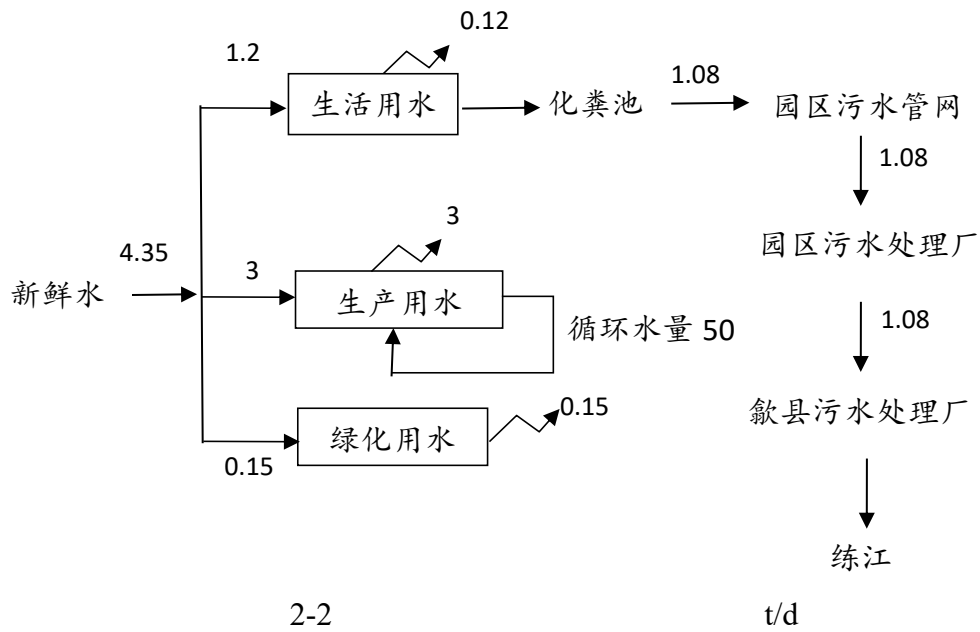 0.12
1.2
1.08
生活用水
化粪池
园区污水管网
1.08
3
园区污水处理厂
4.35
3
新鲜水
生产用水
循环水量 50
1.08
0.15
歙县污水处理厂
绿化用水
0.15
练江
2-2 t/d